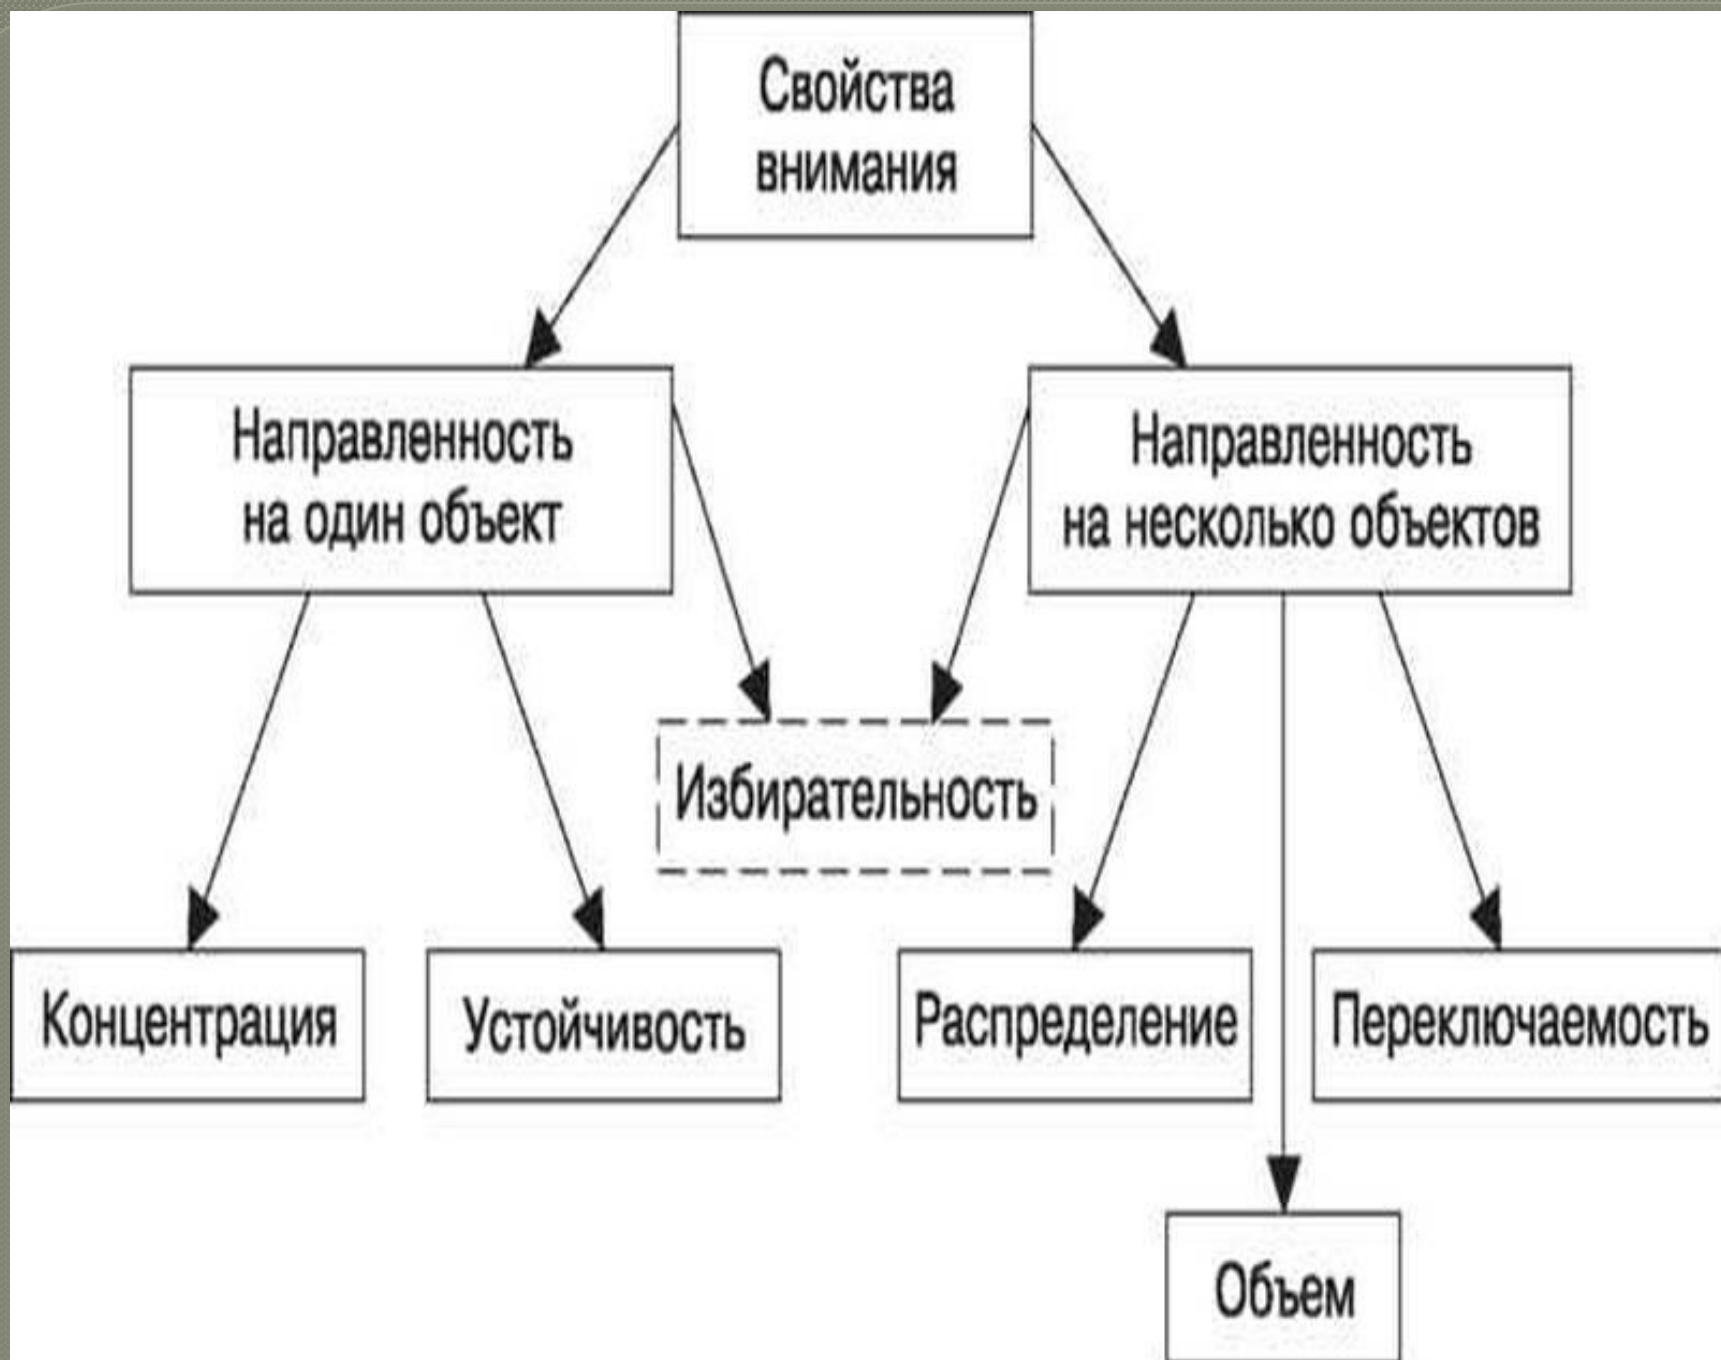 Свойства
внимания
Направленность
на один объект
Направленность
на несколько объектов
Избирательность
Концентрация
Устойчивость
Распределение
Переключаемость
Объем